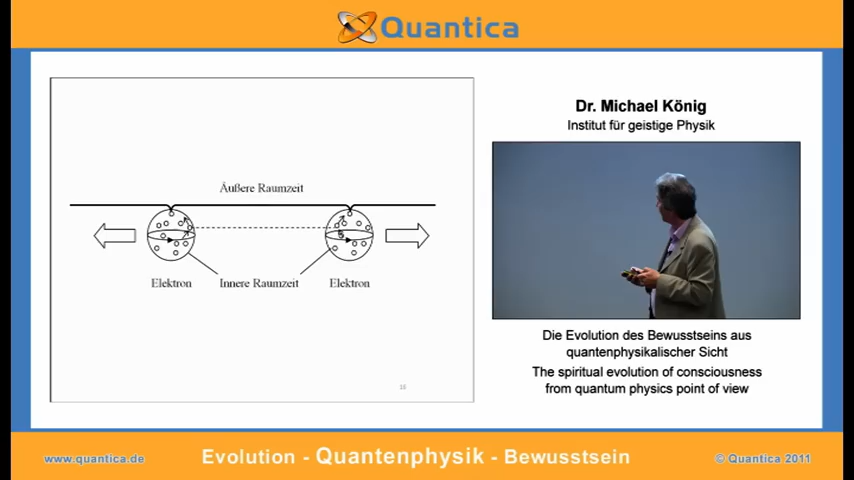 Quantica
Äußere Raumzeit
Elektron
Innere Raumzeit
Elektron
18
Dr. Michael König
Institut für geistige Physik
Die Evolution des Bewusstseins aus
quantenphysikalischer Sicht
The spiritual evolution of consciousness
from quantum physics point of view
www.quantica.de
Evolution - Quantenphysik - Bewusstsein
© Quantica 2011